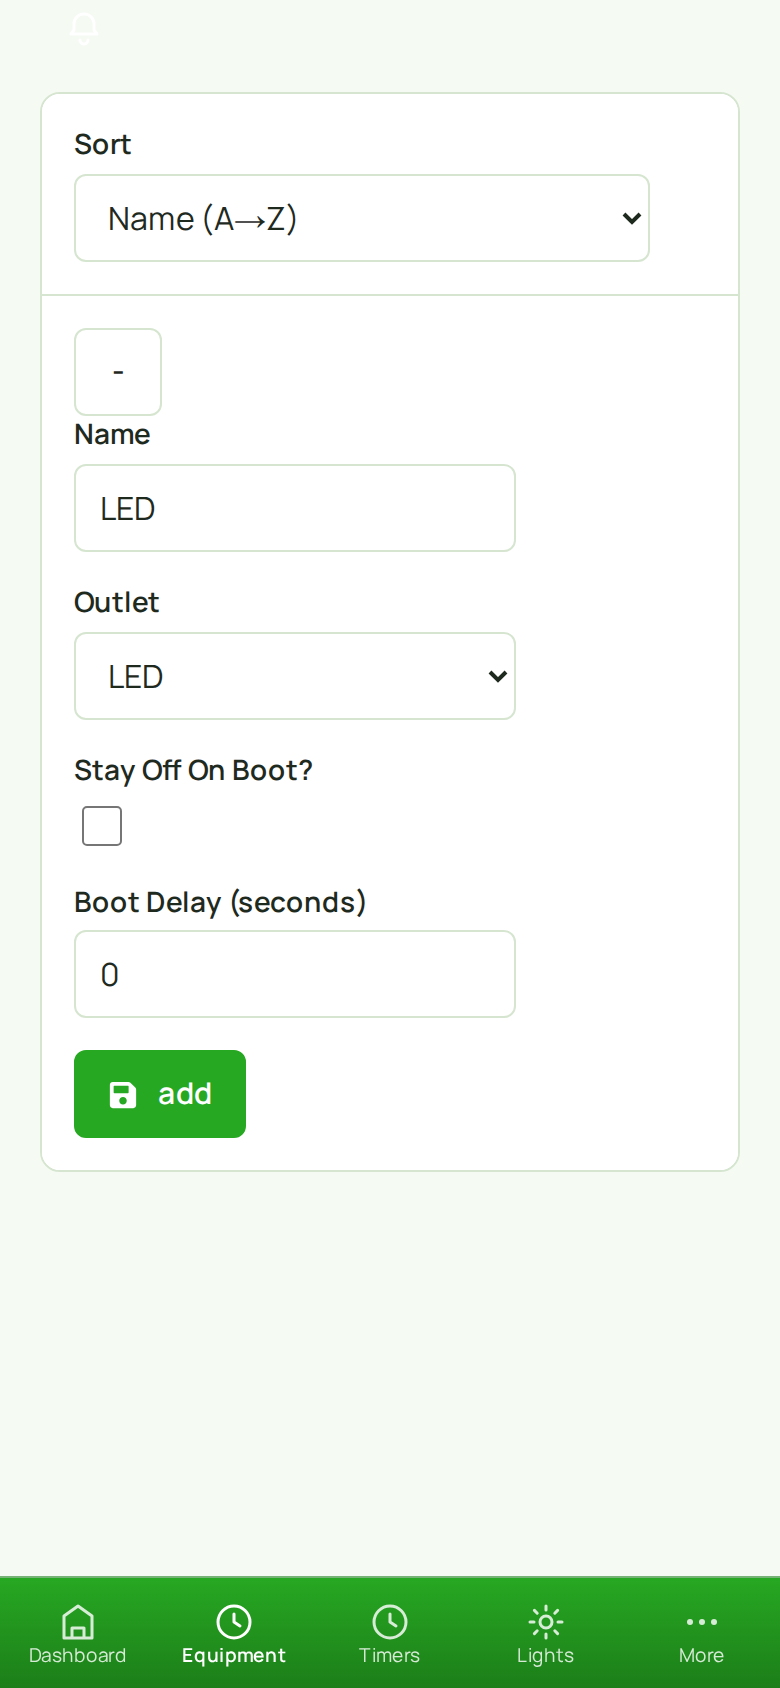 Sort
Name (A→Z)
-
Name
LED
Outlet
LED
Stay Off On Boot?
Boot Delay (seconds)
0
add
Dashboard
Equipment
Timers
Lights
More